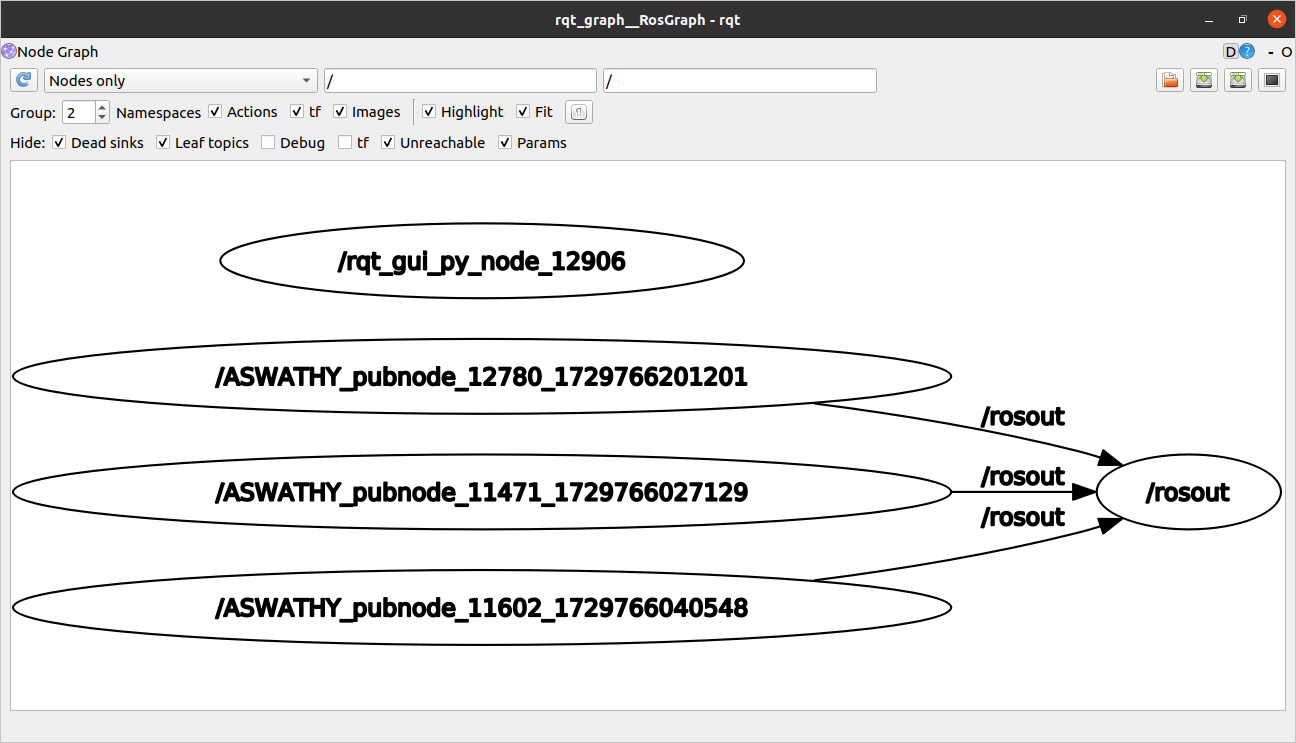 rqt_graph__RosGraph - rqt
Node Graph D ? - O
Nodes only / /
Group: 2 Namespaces Actions tf Images Highlight Fit
Hide: Dead sinks Leaf topics Debug tf Unreachable Params
/rqt_gui_py_node_12906
/ASWATHY_pubnode_12780_1729766201201
/rosout
/ASWATHY_pubnode_11471_1729766027129
/rosout
/rosout
/rosout
/ASWATHY_pubnode_11602_1729766040548